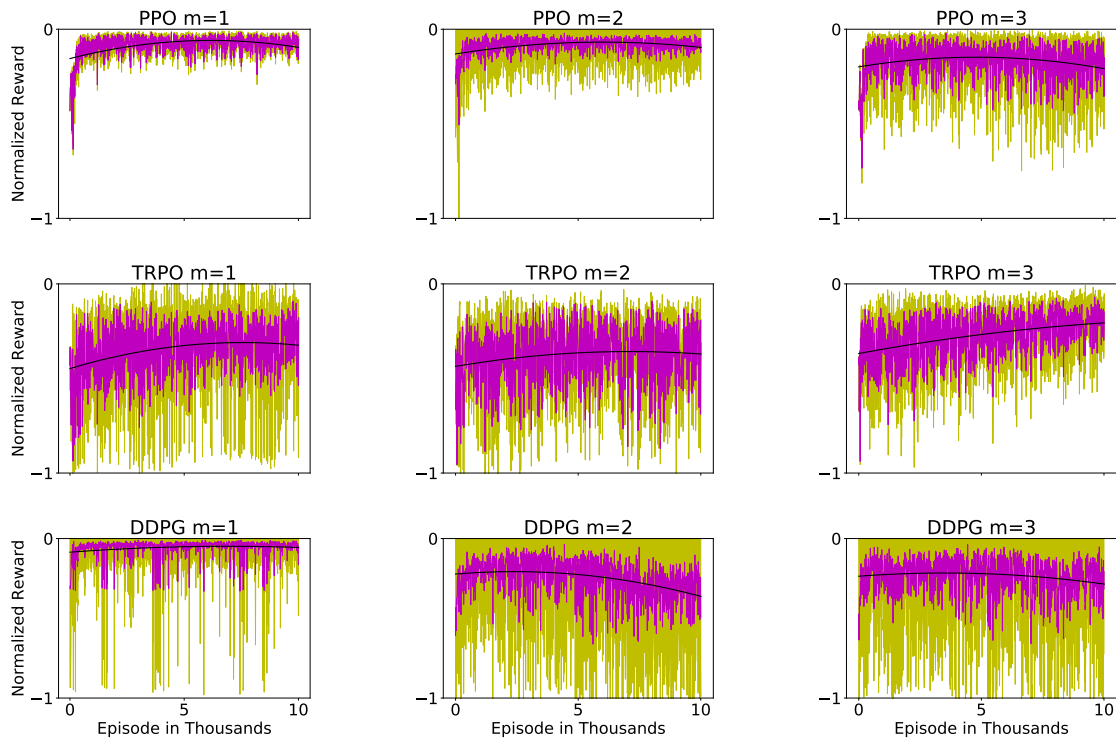 PPO m=1
PPO m=2
PPO m=3
Normalized Reward
0
−1
0
−1
0
−1
TRPO m=1
TRPO m=2
TRPO m=3
Normalized Reward
0
−1
0
−1
0
−1
DDPG m=1
DDPG m=2
DDPG m=3
Normalized Reward
0
−1
0
−1
0
−1
0 5 10
0 5 10
0 5 10
Episode in Thousands
Episode in Thousands
Episode in Thousands